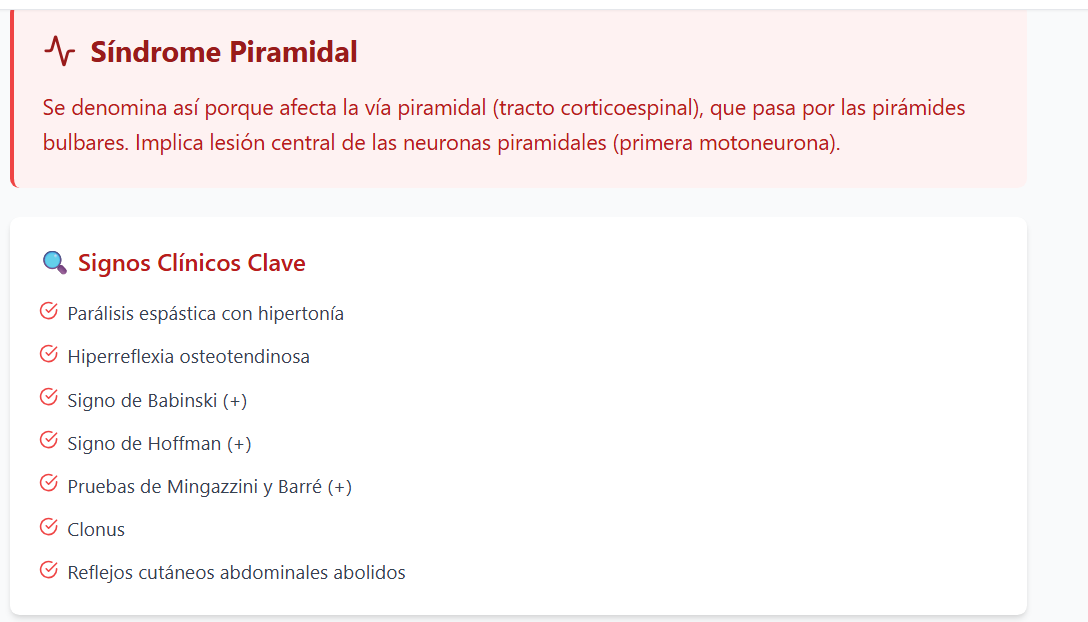 Síndrome Piramidal
Se denomina así porque afecta la vía piramidal (tracto corticoespinal), que pasa por las pirámides
bulbares. Implica lesión central de las neuronas piramidales (primera motoneurona).
Signos Clínicos Clave
Parálisis espástica con hipertonía
Hiperreflexia osteotendinosa
Signo de Babinski (+)
Signo de Hoffman (+)
Pruebas de Mingazzini y Barré (+)
Clonus
Reflejos cutáneos abdominales abolidos